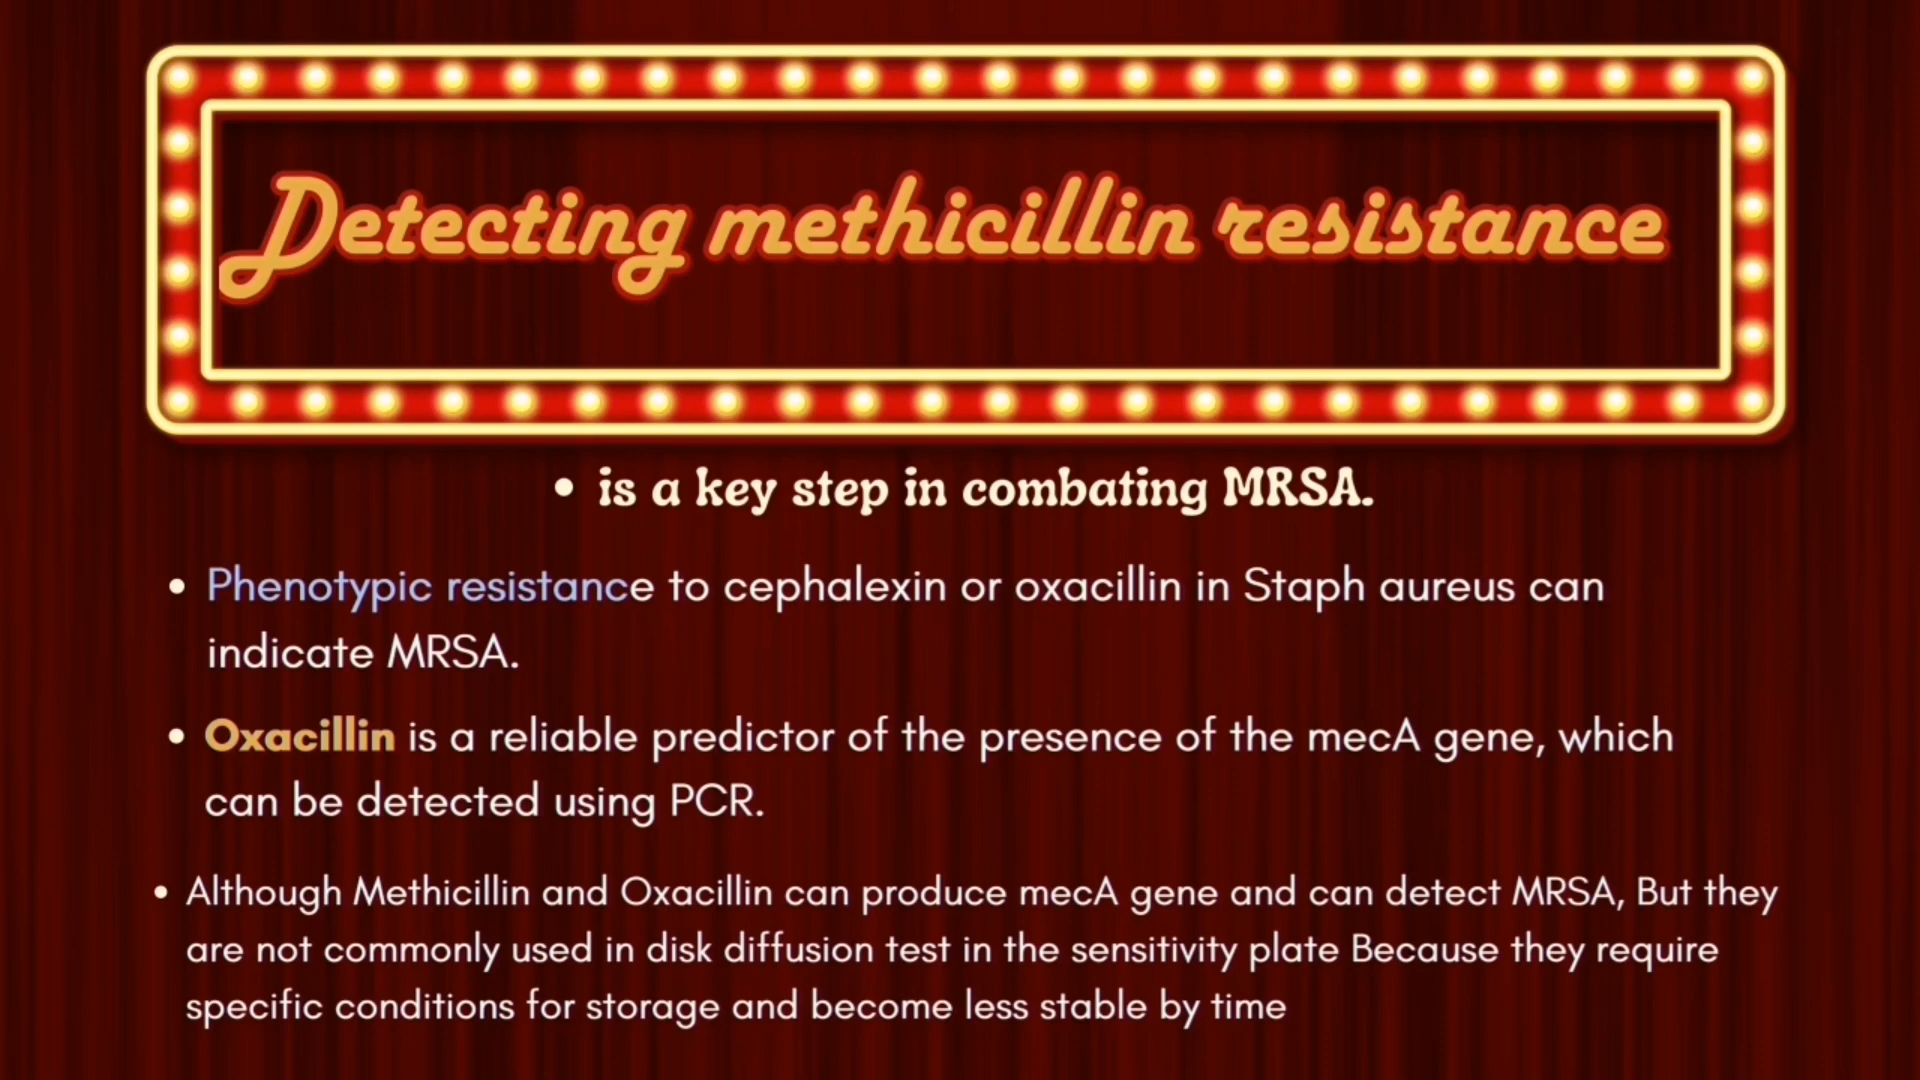 Detecting methicillin resistance
• is a key step in combating MRSA.
• Phenotypic resistance to cephalexin or oxacillin in Staph aureus can
indicate MRSA.
• Oxacillin is a reliable predictor of the presence of the mecA gene, which
can be detected using PCR.
• Although Methicillin and Oxacillin can produce mecA gene and can detect MRSA, But they
are not commonly used in disk diffusion test in the sensitivity plate Because they require
specific conditions for storage and become less stable by time